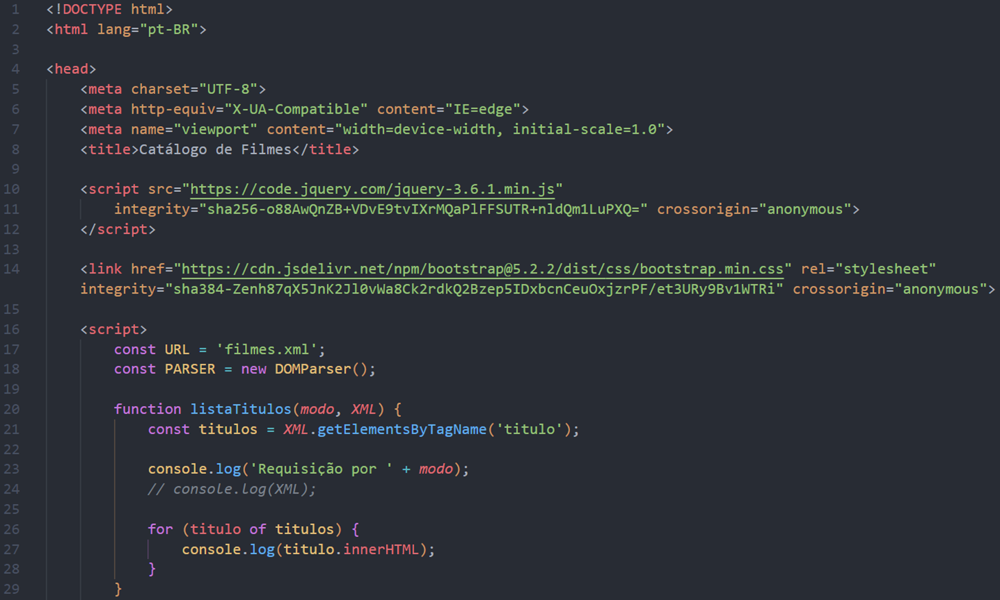 1 <!DOCTYPE html>
2 <html lang="pt-BR">
3
4 <head>
5 <meta charset="UTF-8">
6 <meta http-equiv="X-UA-Compatible" content="IE=edge">
7 <meta name="viewport" content="width=device-width, initial-scale=1.0">
8 <title>Catálogo de Filmes</title>
9
10 <script src="https://code.jquery.com/jquery-3.6.1.min.js"
11 integrity="sha256-o88AwQnZB+VDvE9tvIXrMQaPlFFSUTR+nldQm1LuPXQ=" crossorigin="anonymous">
12 </script>
13
14 <link href="https://cdn.jsdelivr.net/npm/bootstrap@5.2.2/dist/css/bootstrap.min.css" rel="stylesheet"
integrity="sha384-Zenh87qX5JnK2Jl0vWa8Ck2rdkQ2Bzep5IDxbcnCeuOxjzrPF/et3URy9Bv1WTRi" crossorigin="anonymous">
15
16 <script>
17 const URL = 'filmes.xml';
18 const PARSER = new DOMParser();
19
20 function listaTitulos(modo, XML) {
21 const titulos = XML.getElementsByTagName('titulo');
22
23 console.log('Requisição por ' + modo);
24 // console.log(XML);
25
26 for (titulo of titulos) {
27 console.log(titulo.innerHTML);
28 }
29 }